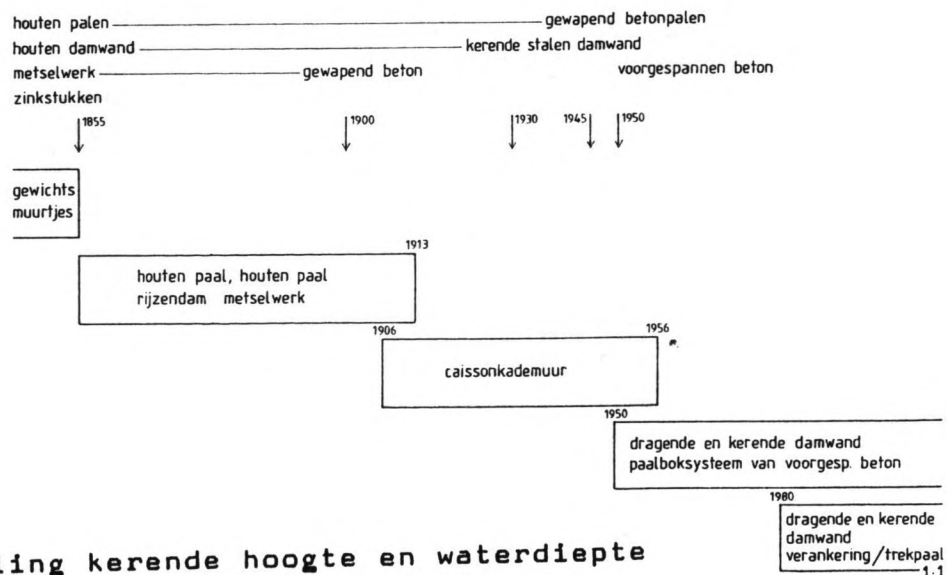 houten palen gewapend betonpalen
houten damwand kerende stalen damwand
metselwerk gewapend beton voorgespannen beton
zinkstukken
1855 1900 1930 1945 1950
gewichts
muurtjes
1913
houten paal, houten paal
rijzendam metselwerk
1906 1956
caissonkademuur
1950
dragende en kerende damwand
paalboksysteem van voorgesp. beton
1980
dragende en kerende
damwand
verankering/trekpaal
1.1
ling kerende hoogte en waterdiepte